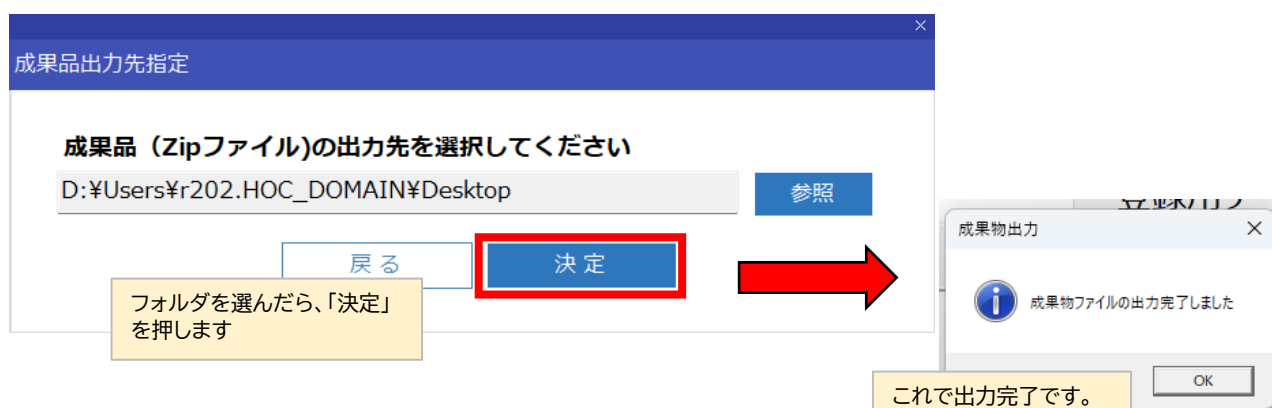 ×
成果品出力先指定
成果品（Zipファイル)の出力先を選択してください
D:¥Users¥r202.HOC_DOMAIN¥Desktop
参照
戻る
決定
フォルダを選んだら、「決定」
を押します
成果物出力
×
成果物ファイルの出力完了しました
OK
これで出力完了です。